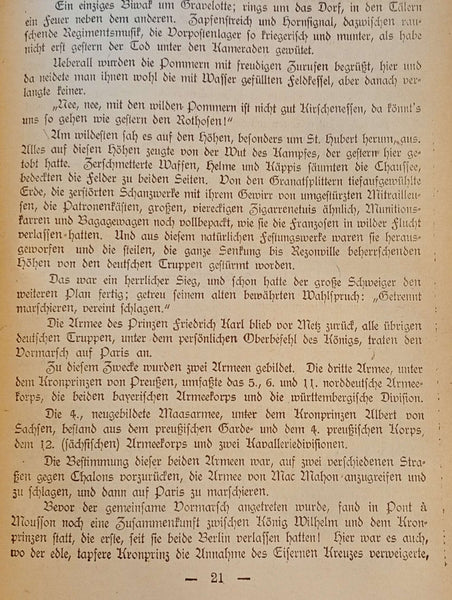 Ein einziges Biwak um Gravelotte; rings um das Dorf, in den Tälern
ein Feuer neben dem anderen. Zapfenstreich und Hornsignal, dazwischen rau-
schende Regimentsmusik, die Vorpostenlager so kriegerisch und munter, als habe
nicht erst gestern der Tod unter den Kameraden gewütet.
Ueberall wurden die Pommern mit freudigen Zurufen begrüßt, hier und
da neidete man ihnen wohl die mit Wasser gefüllten Feldkessel, aber danach ver-
langte keiner.
„Nee, nee, mit den wilden Pommern ist nicht gut Kirschenessen, da könnt's
uns so gehen wie gestern den Rothosen!"
Am wildesten sah es auf den Höhen, besonders um St. Hubert herum, aus.
Alles auf diesen Höhen zeugte von der Wut des Kampfes, der gestern hier ge-
tobt hatte. Zerschmetterte Waffen, Helme und Käppis säumten die Chaussee,
bedeckten die Felder zu beiden Seiten. Von den Granatsplittern tiefaufgewühlte
Erde, die zerstörten Schanzwerke mit ihrem Gewirr von umgestürzten Mitrailleu-
sen, die Patronenkästen, großen, viereckigen Zigarrenetuis ähnlich, Munitions-
karren und Bagagewagen noch vollbepackt, wie sie die Franzosen in wilder Flucht
verlassen hatten. Und aus diesem natürlichen Festungswerke waren sie heraus-
geworfen und die steilen, die ganze Senkung bis Rezonville beherrschenden
Höhen von den deutschen Truppen gestürmt worden.
Das war ein herrlicher Sieg, und schon hatte der große Schweiger den
weiteren Plan fertig; getreu seinem alten bewährten Wahlspruch: „Getrennt
marschieren, vereint schlagen."
Die Armee des Prinzen Friedrich Karl blieb vor Metz zurück, alle übrigen
deutschen Truppen, unter dem persönlichen Oberbefehl des Königs, traten den
Vormarsch auf Paris an.
Zu diesem Zwecke wurden zwei Armeen gebildet. Die dritte Armee, unter
dem Kronprinzen von Preußen, umfaßte das 5., 6. und 11. norddeutsche Armee-
korps, die beiden bayerischen Armeekorps und die württembergische Division.
Die 4., neugebildete Maasarmee, unter dem Kronprinzen Albert von
Sachsen, bestand aus dem preußischen Garde- und dem 4. preußischen Korps,
dem 12. (sächsischen) Armeekorps und zwei Kavalleriedivisionen.
Die Bestimmung dieser beiden Armeen war, auf zwei verschiedenen Stra-
ßen gegen Chalons vorzurücken, die Armee von Mac Mahon anzugreifen und
zu schlagen, und dann auf Paris zu marschieren.
Bevor der gemeinsame Vormarsch angetreten wurde, fand in Pont à
Mousson noch eine Zusammenkunft zwischen König Wilhelm und dem Kron-
prinzen statt, die erste, seit sie beide Berlin verlassen hatten! Hier war es auch,
wo der edle, tapfere Kronprinz die Annahme des Eisernen Kreuzes verweigerte,
— 21 —